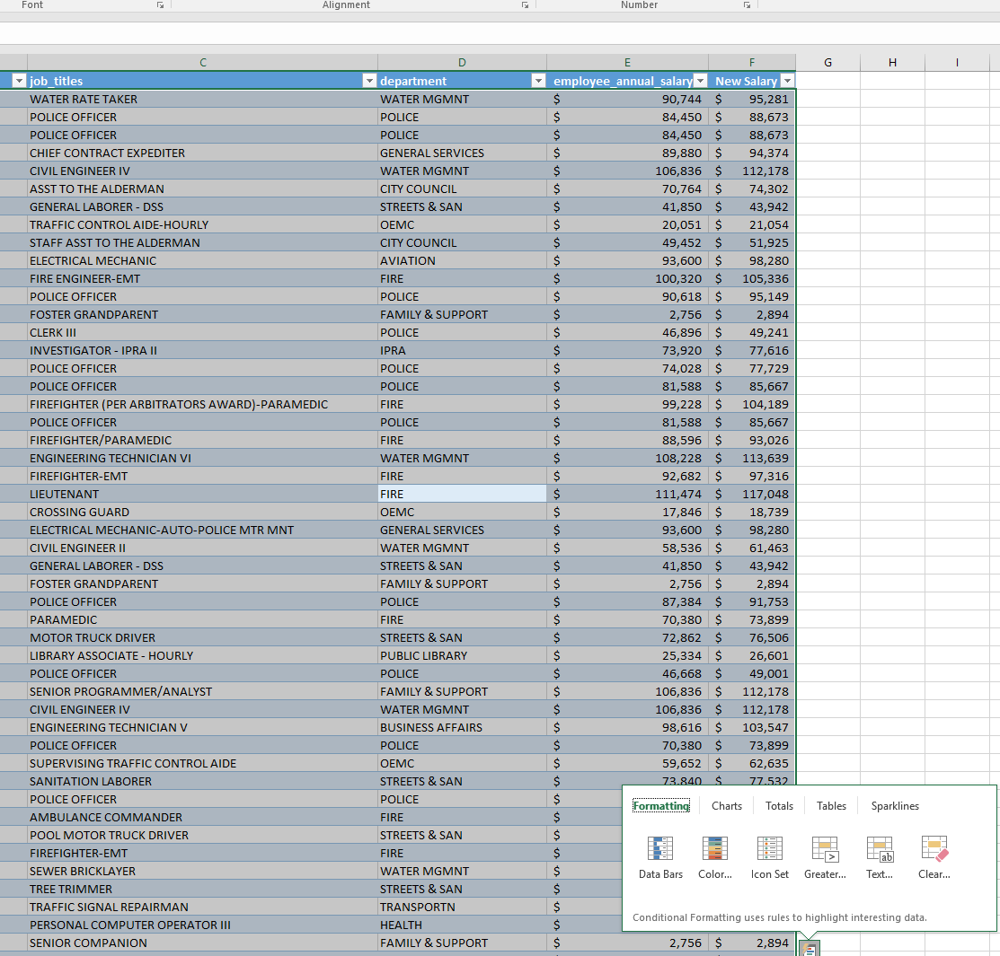 Font Alignment Number
C D E F G H I
job_titles department employee_annual_salary New Salary
WATER RATE TAKER WATER MGMNT $ 90,744 $ 95,281
POLICE OFFICER POLICE $ 84,450 $ 88,673
POLICE OFFICER POLICE $ 84,450 $ 88,673
CHIEF CONTRACT EXPEDITER GENERAL SERVICES $ 89,880 $ 94,374
CIVIL ENGINEER IV WATER MGMNT $ 106,836 $ 112,178
ASST TO THE ALDERMAN CITY COUNCIL $ 70,764 $ 74,302
GENERAL LABORER - DSS STREETS & SAN $ 41,850 $ 43,942
TRAFFIC CONTROL AIDE-HOURLY OEMC $ 20,051 $ 21,054
STAFF ASST TO THE ALDERMAN CITY COUNCIL $ 49,452 $ 51,925
ELECTRICAL MECHANIC AVIATION $ 93,600 $ 98,280
FIRE ENGINEER-EMT FIRE $ 100,320 $ 105,336
POLICE OFFICER POLICE $ 90,618 $ 95,149
FOSTER GRANDPARENT FAMILY & SUPPORT $ 2,756 $ 2,894
CLERK III POLICE $ 46,896 $ 49,241
INVESTIGATOR - IPRA II IPRA $ 73,920 $ 77,616
POLICE OFFICER POLICE $ 74,028 $ 77,729
POLICE OFFICER POLICE $ 81,588 $ 85,667
FIREFIGHTER (PER ARBITRATORS AWARD)-PARAMEDIC FIRE $ 99,228 $ 104,189
POLICE OFFICER POLICE $ 81,588 $ 85,667
FIREFIGHTER/PARAMEDIC FIRE $ 88,596 $ 93,026
ENGINEERING TECHNICIAN VI WATER MGMNT $ 108,228 $ 113,639
FIREFIGHTER-EMT FIRE $ 92,682 $ 97,316
LIEUTENANT FIRE $ 111,474 $ 117,048
CROSSING GUARD OEMC $ 17,846 $ 18,739
ELECTRICAL MECHANIC-AUTO-POLICE MTR MNT GENERAL SERVICES $ 93,600 $ 98,280
CIVIL ENGINEER II WATER MGMNT $ 58,536 $ 61,463
GENERAL LABORER - DSS STREETS & SAN $ 41,850 $ 43,942
FOSTER GRANDPARENT FAMILY & SUPPORT $ 2,756 $ 2,894
POLICE OFFICER POLICE $ 87,384 $ 91,753
PARAMEDIC FIRE $ 70,380 $ 73,899
MOTOR TRUCK DRIVER STREETS & SAN $ 72,862 $ 76,506
LIBRARY ASSOCIATE - HOURLY PUBLIC LIBRARY $ 25,334 $ 26,601
POLICE OFFICER POLICE $ 46,668 $ 49,001
SENIOR PROGRAMMER/ANALYST FAMILY & SUPPORT $ 106,836 $ 112,178
CIVIL ENGINEER IV WATER MGMNT $ 106,836 $ 112,178
ENGINEERING TECHNICIAN V BUSINESS AFFAIRS $ 98,616 $ 103,547
POLICE OFFICER POLICE $ 70,380 $ 73,899
SUPERVISING TRAFFIC CONTROL AIDE OEMC $ 59,652 $ 62,635
SANITATION LABORER STREETS & SAN $ 73,840 $ 77,532
POLICE OFFICER POLICE $
AMBULANCE COMMANDER FIRE $
POOL MOTOR TRUCK DRIVER STREETS & SAN $
FIREFIGHTER-EMT FIRE $
SEWER BRICKLAYER WATER MGMNT $
TREE TRIMMER STREETS & SAN $
TRAFFIC SIGNAL REPAIRMAN TRANSPORTN $
PERSONAL COMPUTER OPERATOR III HEALTH $
SENIOR COMPANION FAMILY & SUPPORT $ 2,756 $ 2,894
Formatting Charts Totals Tables Sparklines
ab
Data Bars Color... Icon Set Greater... Text... Clear...
Conditional Formatting uses rules to highlight interesting data.